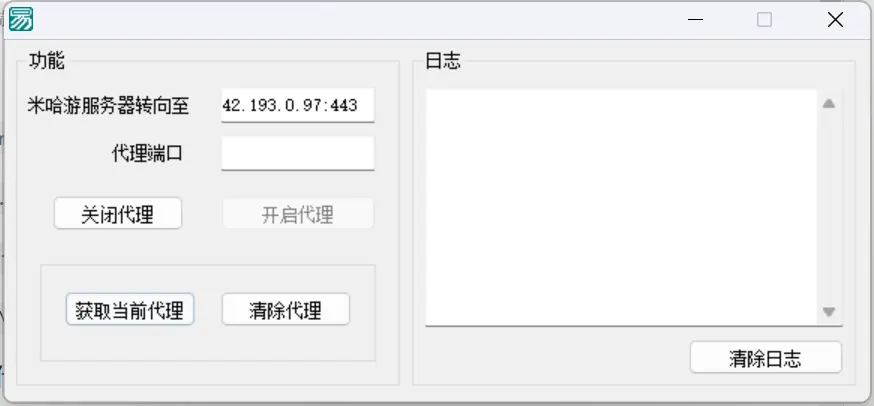 易
功能
米哈游服务器转向至
42.193.0.97:443
代理端口
关闭代理
开启代理
获取当前代理
清除代理
日志
清除日志